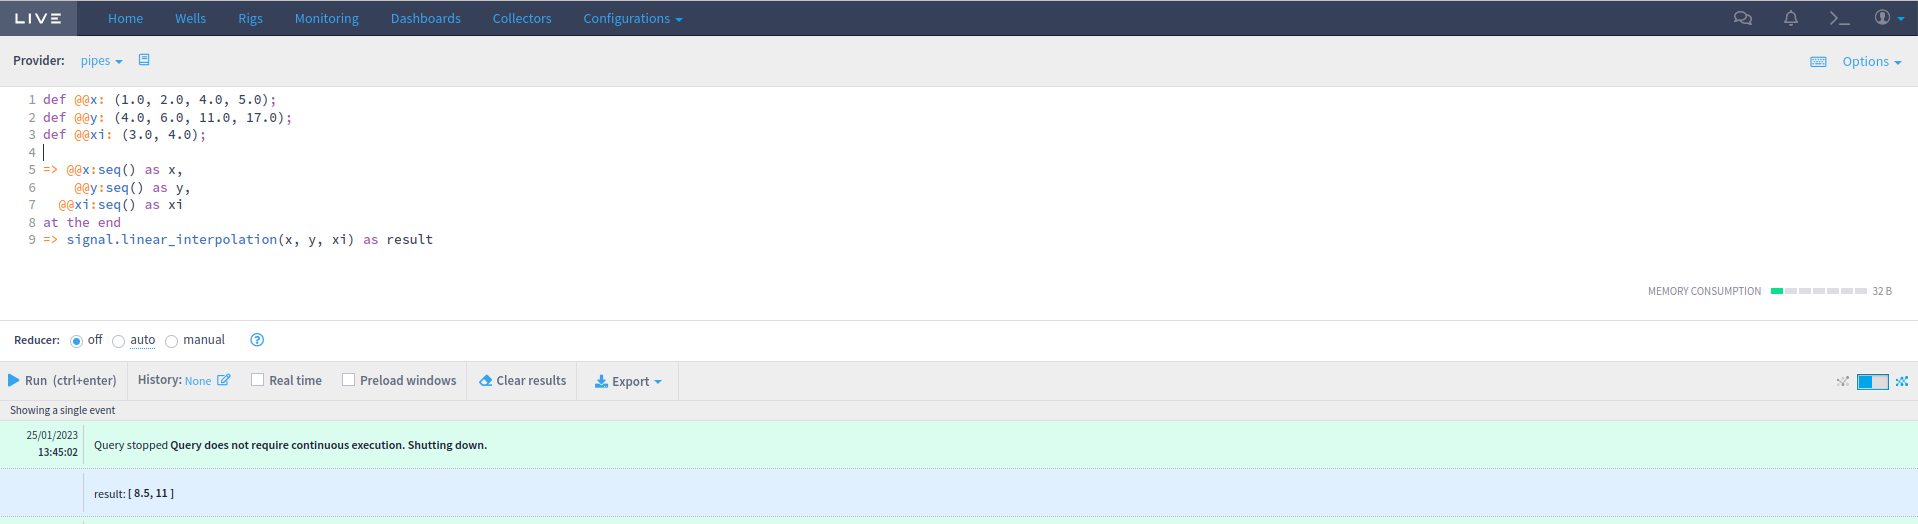 LIVE Home Wells Rigs Monitoring Dashboards Collectors Configurations
Provider: pipes Options
1 def @@x: (1.0, 2.0, 4.0, 5.0);
2 def @@y: (4.0, 6.0, 11.0, 17.0);
3 def @@xi: (3.0, 4.0);
4
5 => @@x:seq() as x,
6     @@y:seq() as y,
7   @@xi:seq() as xi
8 at the end
9 => signal.linear_interpolation(x, y, xi) as result
MEMORY CONSUMPTION 32 B
Reducer: off auto manual ?
Run (ctrl+enter) History: None Real time Preload windows Clear results Export
Showing a single event
25/01/2023
13:45:02 Query stopped Query does not require continuous execution. Shutting down.
result: [ 8.5, 11 ]